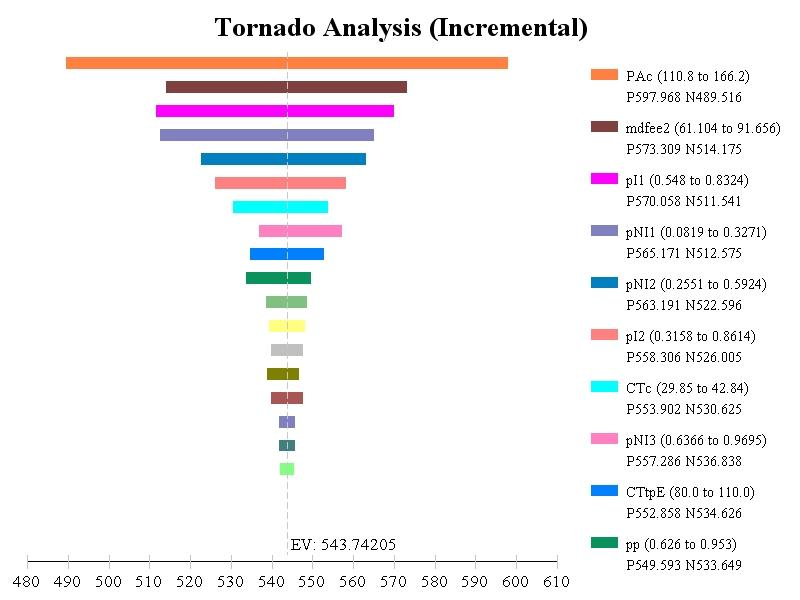 Tornado Analysis (Incremental)
PAc (110.8 to 166.2)
P597.968 N489.516
mdfee2 (61.104 to 91.656)
P573.309 N514.175
pI1 (0.548 to 0.8324)
P570.058 N511.541
pNI1 (0.0819 to 0.3271)
P565.171 N512.575
pNI2 (0.2551 to 0.5924)
P563.191 N522.596
pI2 (0.3158 to 0.8614)
P558.306 N526.005
CTc (29.85 to 42.84)
P553.902 N530.625
pNI3 (0.6366 to 0.9695)
P557.286 N536.838
CTtpE (80.0 to 110.0)
P552.858 N534.626
pp (0.626 to 0.953)
P549.593 N533.649
EV: 543.74205
480 490 500 510 520 530 540 550 560 570 580 590 600 610